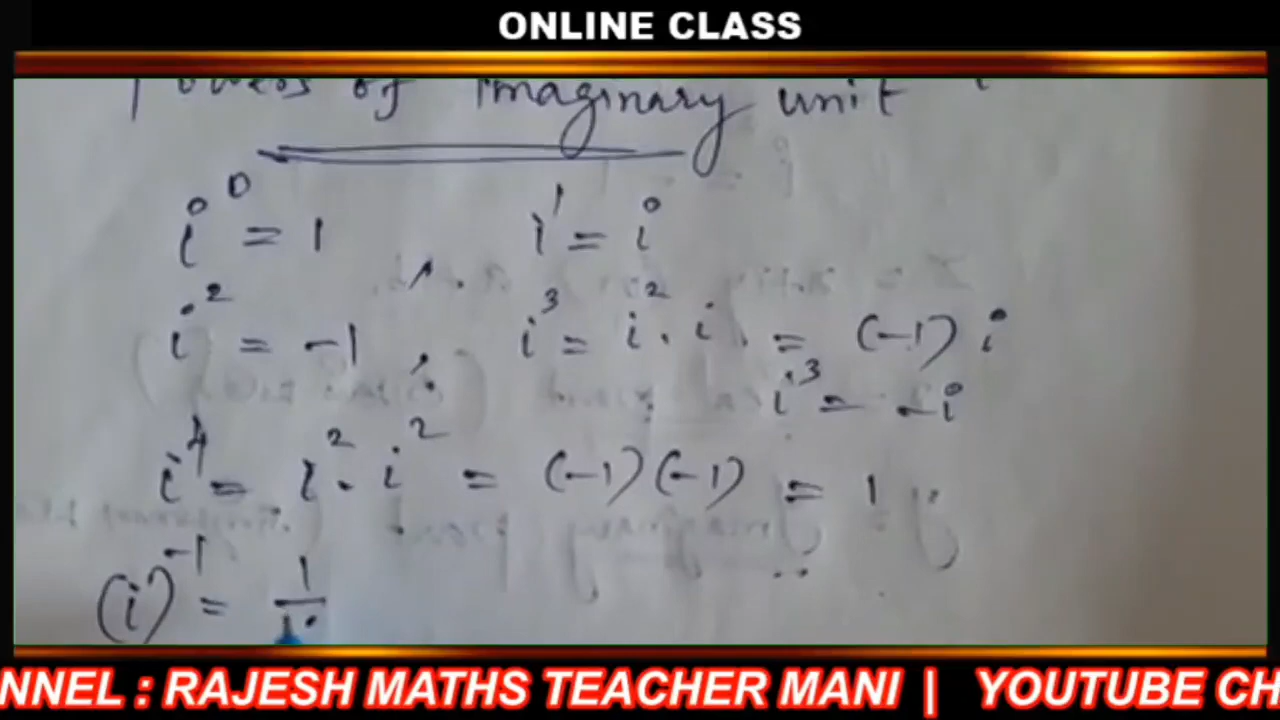 ONLINE CLASS
Powers of imaginary unit i
i⁰ = 1 , i¹ = i
i² = -1 , i³ = i² . i = (-1) i
i³ = -i
i⁴ = i² . i² = (-1)(-1) = 1
(i)⁻¹ = 1/i
NNEL : RAJESH MATHS TEACHER MANI | YOUTUBE CH